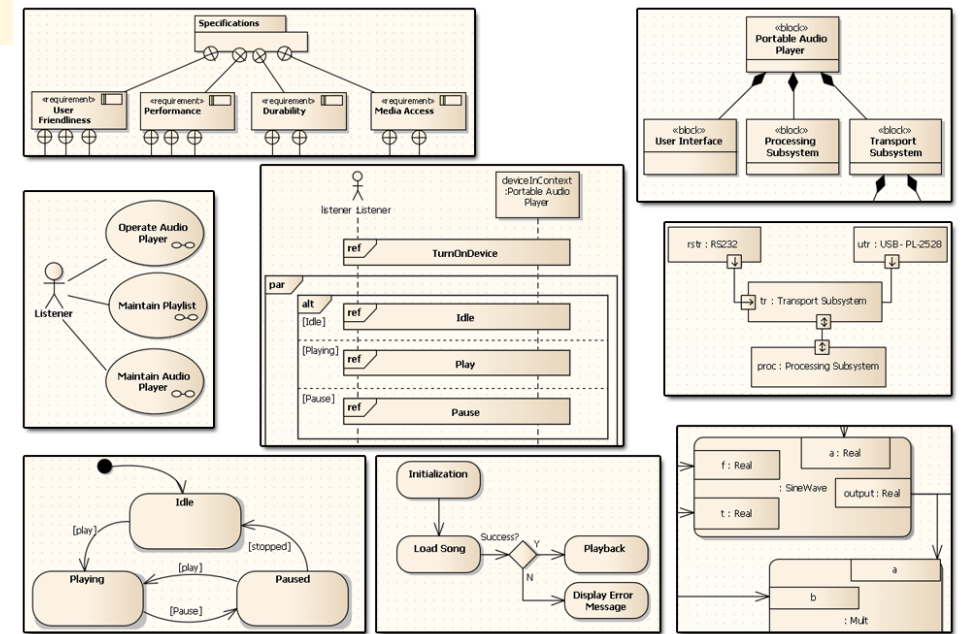 Specifications
«requirement»
User
Friendliness
«requirement»
Performance
«requirement»
Durability
«requirement»
Media Access
«block»
Portable Audio
Player
«block»
User Interface
«block»
Processing
Subsystem
«block»
Transport
Subsystem
Operate Audio
Player
Maintain Playlist
Listener
Maintain Audio
Player
listener Listener
deviceInContext
:Portable Audio
Player
ref
TurnOnDevice
par
alt
[Idle]
ref
Idle
[Playing]
ref
Play
[Pause]
ref
Pause
rstr : RS232
utr : USB- PL-2528
tr : Transport Subsystem
proc : Processing Subsystem
Idle
[play]
[stopped]
Playing
[play]
Paused
[Pause]
Initialization
Load Song
Success?
Y
Playback
N
Display Error
Message
a : Real
f : Real
: SineWave
output : Real
t : Real
a
b
: Mult